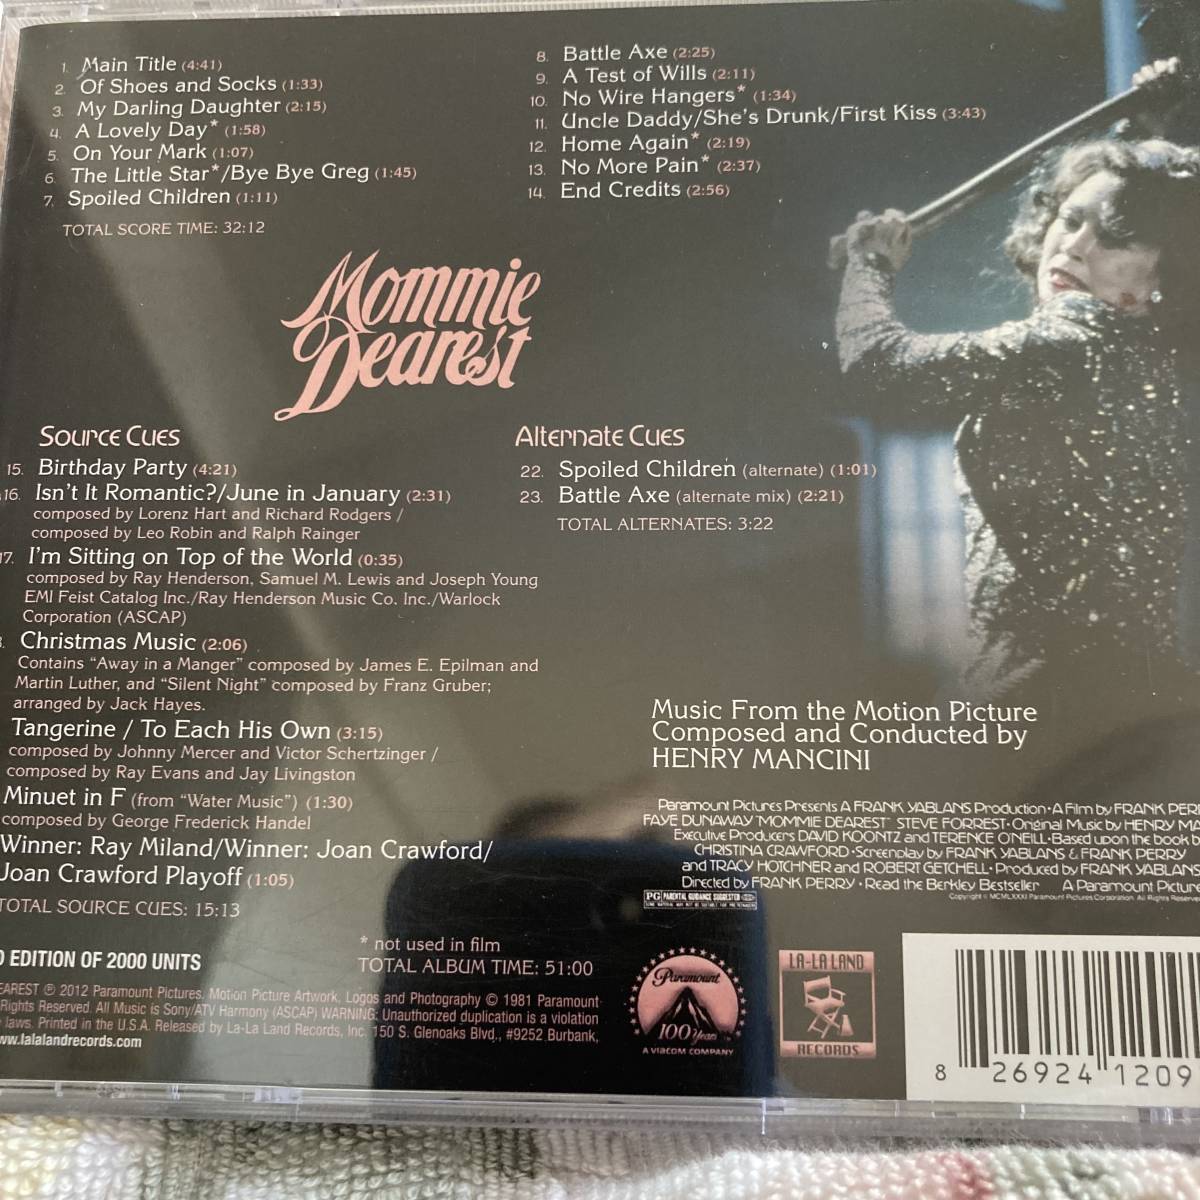 1. Main Title (4:41)
2. Of Shoes and Socks (1:33)
3. My Darling Daughter (2:15)
4. A Lovely Day* (1:58)
5. On Your Mark (1:07)
6. The Little Star*/Bye Bye Greg (1:45)
7. Spoiled Children (1:11)
TOTAL SCORE TIME: 32:12
8. Battle Axe (2:25)
9. A Test of Wills (2:11)
10. No Wire Hangers* (1:34)
11. Uncle Daddy/She's Drunk/First Kiss (3:43)
12. Home Again* (2:19)
13. No More Pain* (2:37)
14. End Credits (2:56)
Mommie
Dearest
Source Cues
15. Birthday Party (4:21)
16. Isn't It Romantic?/June in January (2:31)
composed by Lorenz Hart and Richard Rodgers /
composed by Leo Robin and Ralph Rainger
17. I'm Sitting on Top of the World (0:35)
composed by Ray Henderson, Samuel M. Lewis and Joseph Young
EMI Feist Catalog Inc./Ray Henderson Music Co. Inc./Warlock
Corporation (ASCAP)
Christmas Music (2:06)
Contains "Away in a Manger" composed by James E. Epilman and
Martin Luther, and "Silent Night" composed by Franz Gruber;
arranged by Jack Hayes.
Tangerine / To Each His Own (3:15)
composed by Johnny Mercer and Victor Schertzinger /
composed by Ray Evans and Jay Livingston
Minuet in F (from "Water Music") (1:30)
composed by George Frederick Handel
Winner: Ray Miland/Winner: Joan Crawford/
Joan Crawford Playoff (1:05)
TOTAL SOURCE CUES: 15:13
Alternate Cues
22. Spoiled Children (alternate) (1:01)
23. Battle Axe (alternate mix) (2:21)
TOTAL ALTERNATES: 3:22
Music From the Motion Picture
Composed and Conducted by
HENRY MANCINI
Paramount Pictures Presents A FRANK YABLANS Production · A Film by FRANK PER
FAYE DUNAWAY "MOMMIE DEAREST" STEVE FORREST · Original Music by HENRY MA
Executive Producers DAVID KOONTZ and TERENCE O'NEILL · Based upon the book b
CHRISTINA CRAWFORD · Screenplay by FRANK YABLANS & FRANK PERRY
and TRACY HOTCHNER and ROBERT GETCHELL · Produced by FRANK YABLANS
Directed by FRANK PERRY · Read the Berkley Bestseller A Paramount Picture
Copyright © MCMLXXXI Paramount Pictures Corporation. All Rights Reserve
PG PARENTAL GUIDANCE SUGGESTED
* not used in film
TOTAL ALBUM TIME: 51:00
D EDITION OF 2000 UNITS
EAREST ℗ 2012 Paramount Pictures. Motion Picture Artwork, Logos and Photography © 1981 Paramount
Rights Reserved. All Music is Sony/ATV Harmony (ASCAP) WARNING: Unauthorized duplication is a violation
laws. Printed in the U.S.A. Released by La-La Land Records, Inc. 150 S. Glenoaks Blvd., #9252 Burbank,
www.lalalandrecords.com
Paramount
100 Years
A VIACOM COMPANY
LA-LA LAND
RECORDS
8 26924 1209